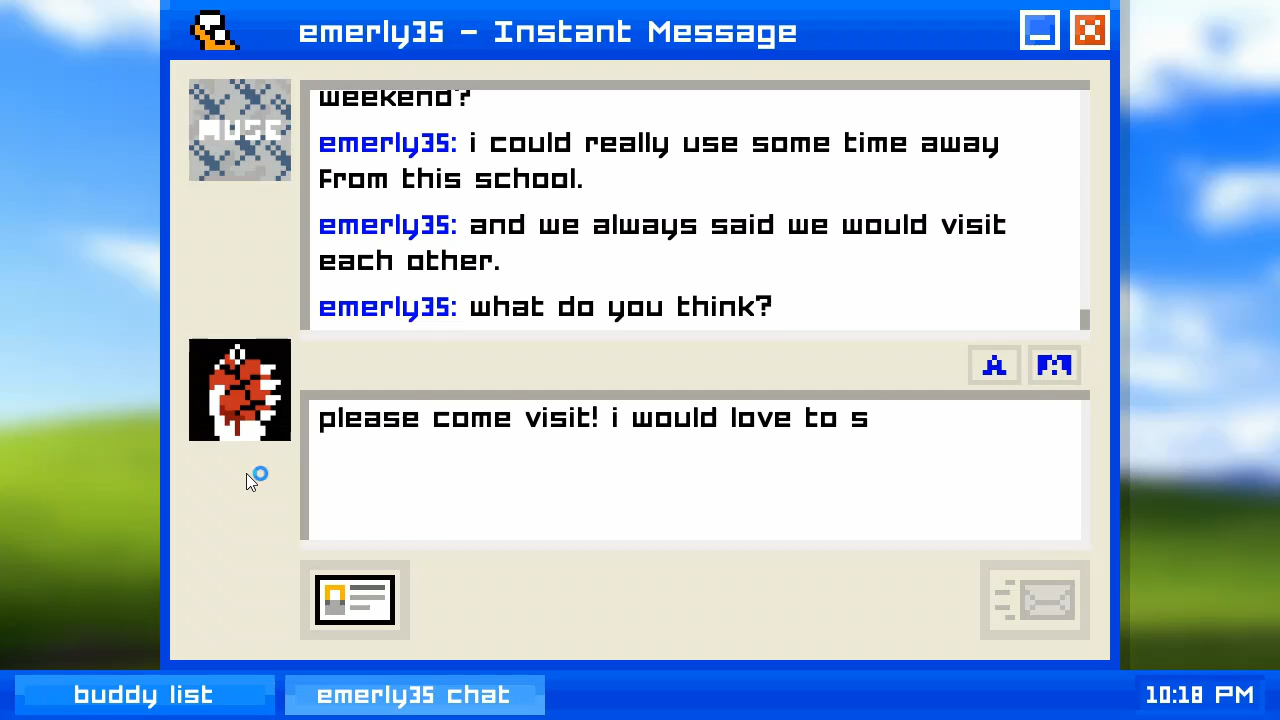 emerly35 - Instant Message
MUSE
weekend?
emerly35: i could really use some time away
from this school.
emerly35: and we always said we would visit
each other.
emerly35: what do you think?
A
please come visit! i would love to s
buddy list
emerly35 chat
10:18 PM